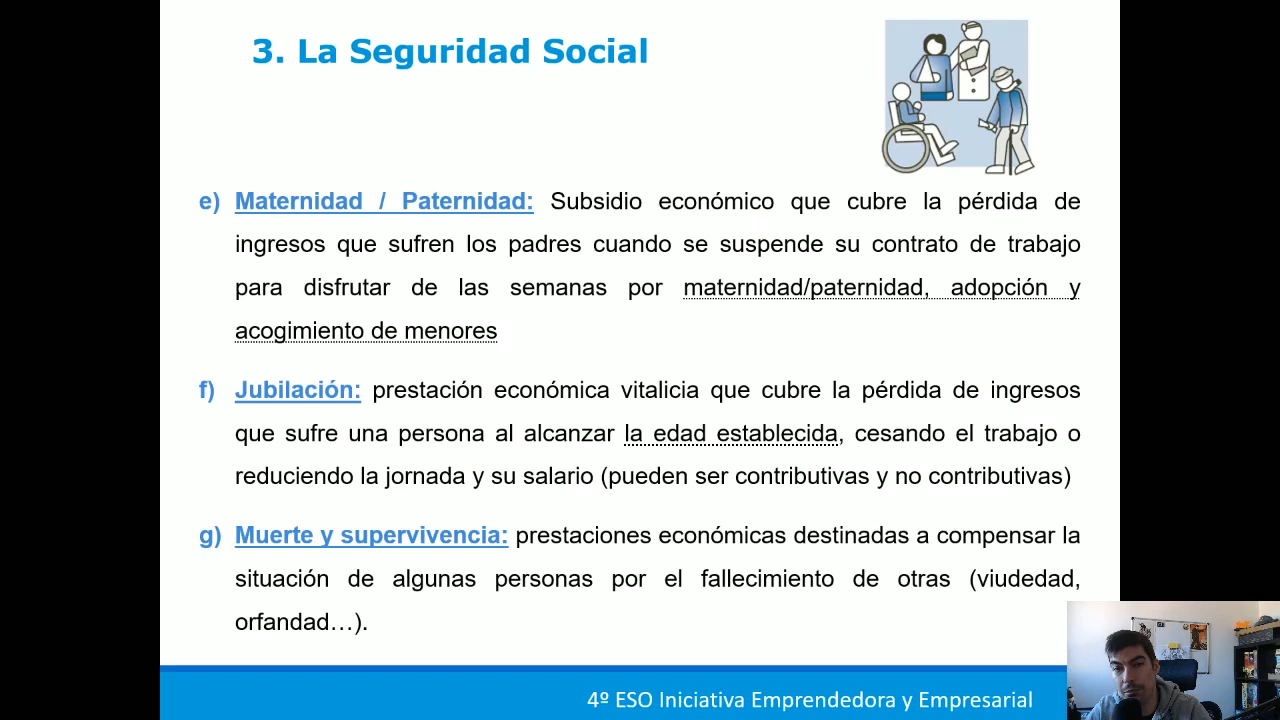 3. La Seguridad Social
e) Maternidad / Paternidad: Subsidio económico que cubre la pérdida de
ingresos que sufren los padres cuando se suspende su contrato de trabajo
para disfrutar de las semanas por maternidad/paternidad, adopción y
acogimiento de menores
f) Jubilación: prestación económica vitalicia que cubre la pérdida de ingresos
que sufre una persona al alcanzar la edad establecida, cesando el trabajo o
reduciendo la jornada y su salario (pueden ser contributivas y no contributivas)
g) Muerte y supervivencia: prestaciones económicas destinadas a compensar la
situación de algunas personas por el fallecimiento de otras (viudedad,
orfandad…).
4º ESO Iniciativa Emprendedora y Empresarial